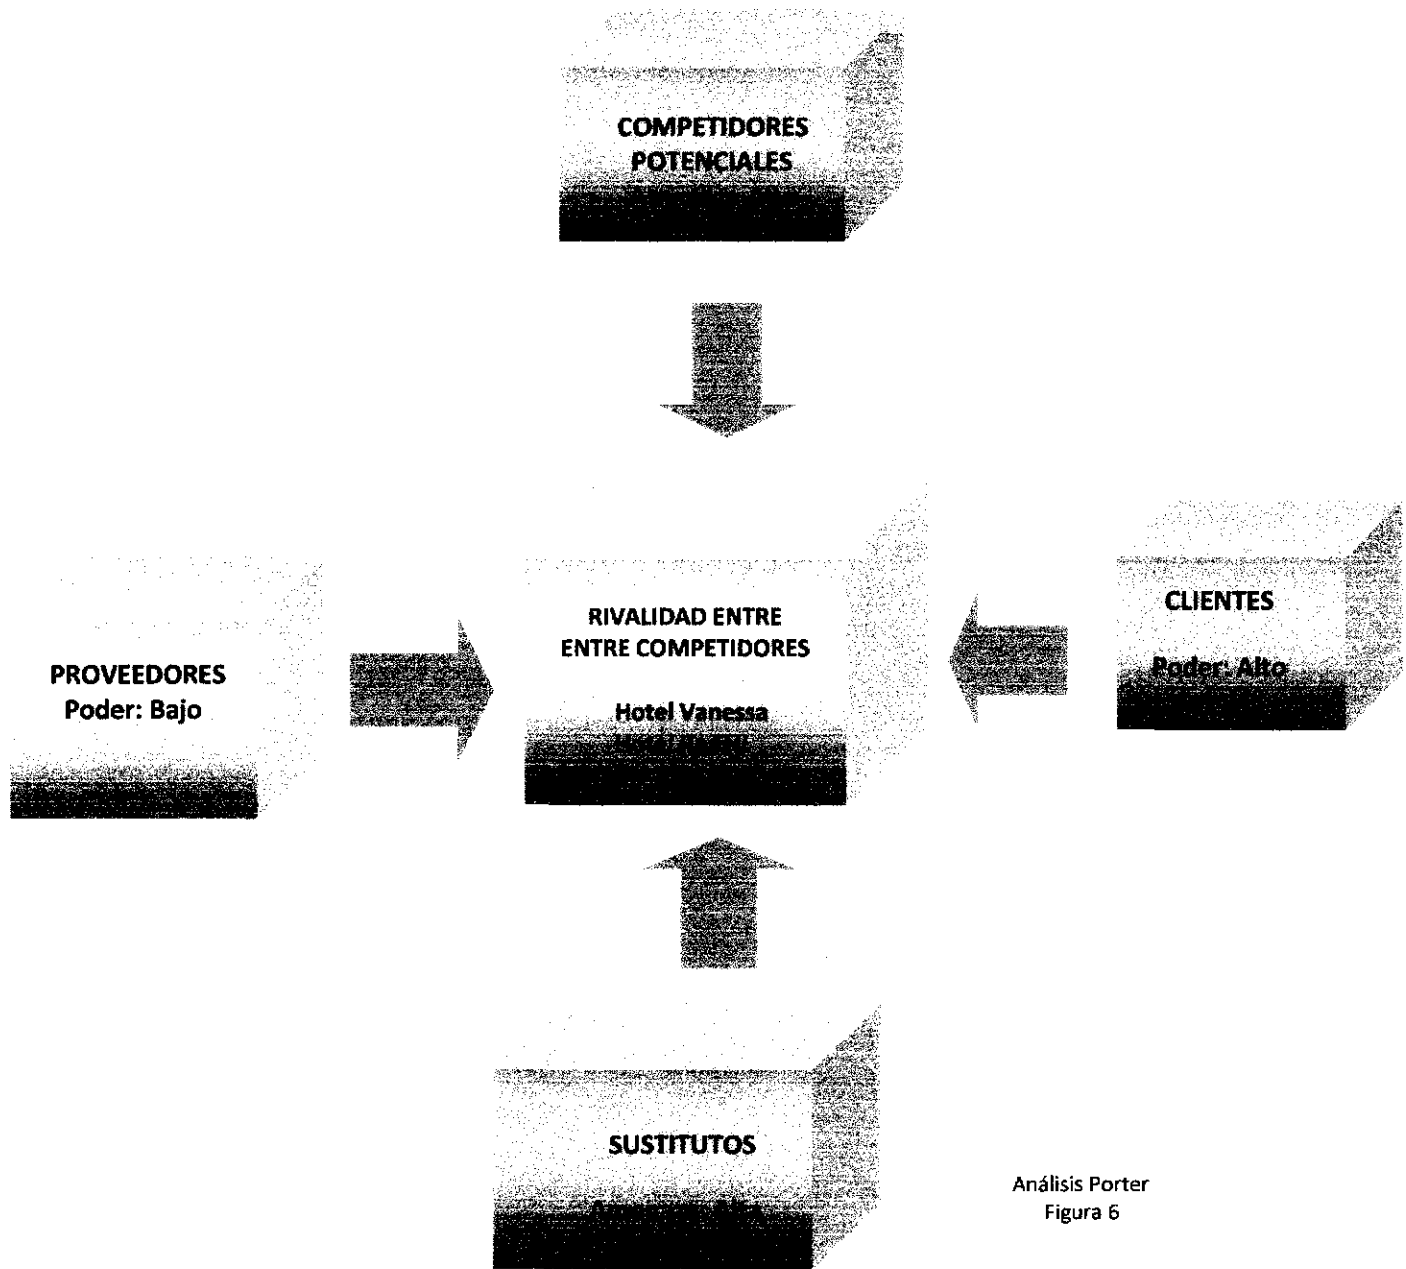 COMPETIDORES
POTENCIALES
PROVEEDORES
Poder: Bajo
RIVALIDAD ENTRE
ENTRE COMPETIDORES
Hotel Vanessa
CLIENTES
Poder: Alto
SUSTITUTOS
Análisis Porter
Figura 6